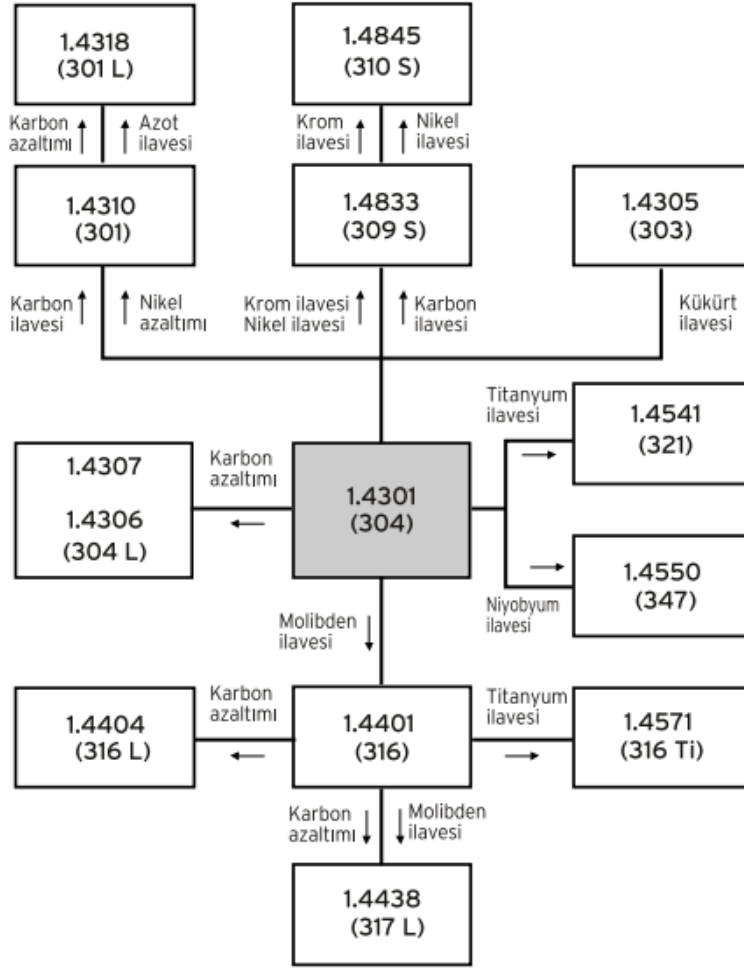 1.4318
(301 L)
1.4845
(310 S)
Karbon
azaltımı
Azot
ilavesi
Krom
ilavesi
Nikel
ilavesi
1.4310
(301)
1.4833
(309 S)
1.4305
(303)
Karbon
ilavesi
Nikel
azaltımı
Krom ilavesi
Nikel ilavesi
Karbon
ilavesi
Kükürt
ilavesi
Titanyum
ilavesi
1.4541
(321)
1.4307
1.4306
(304 L)
Karbon
azaltımı
1.4301
(304)
1.4550
(347)
Niyobyum
ilavesi
Molibden
ilavesi
1.4404
(316 L)
Karbon
azaltımı
1.4401
(316)
Titanyum
ilavesi
1.4571
(316 Ti)
Karbon
azaltımı
Molibden
ilavesi
1.4438
(317 L)